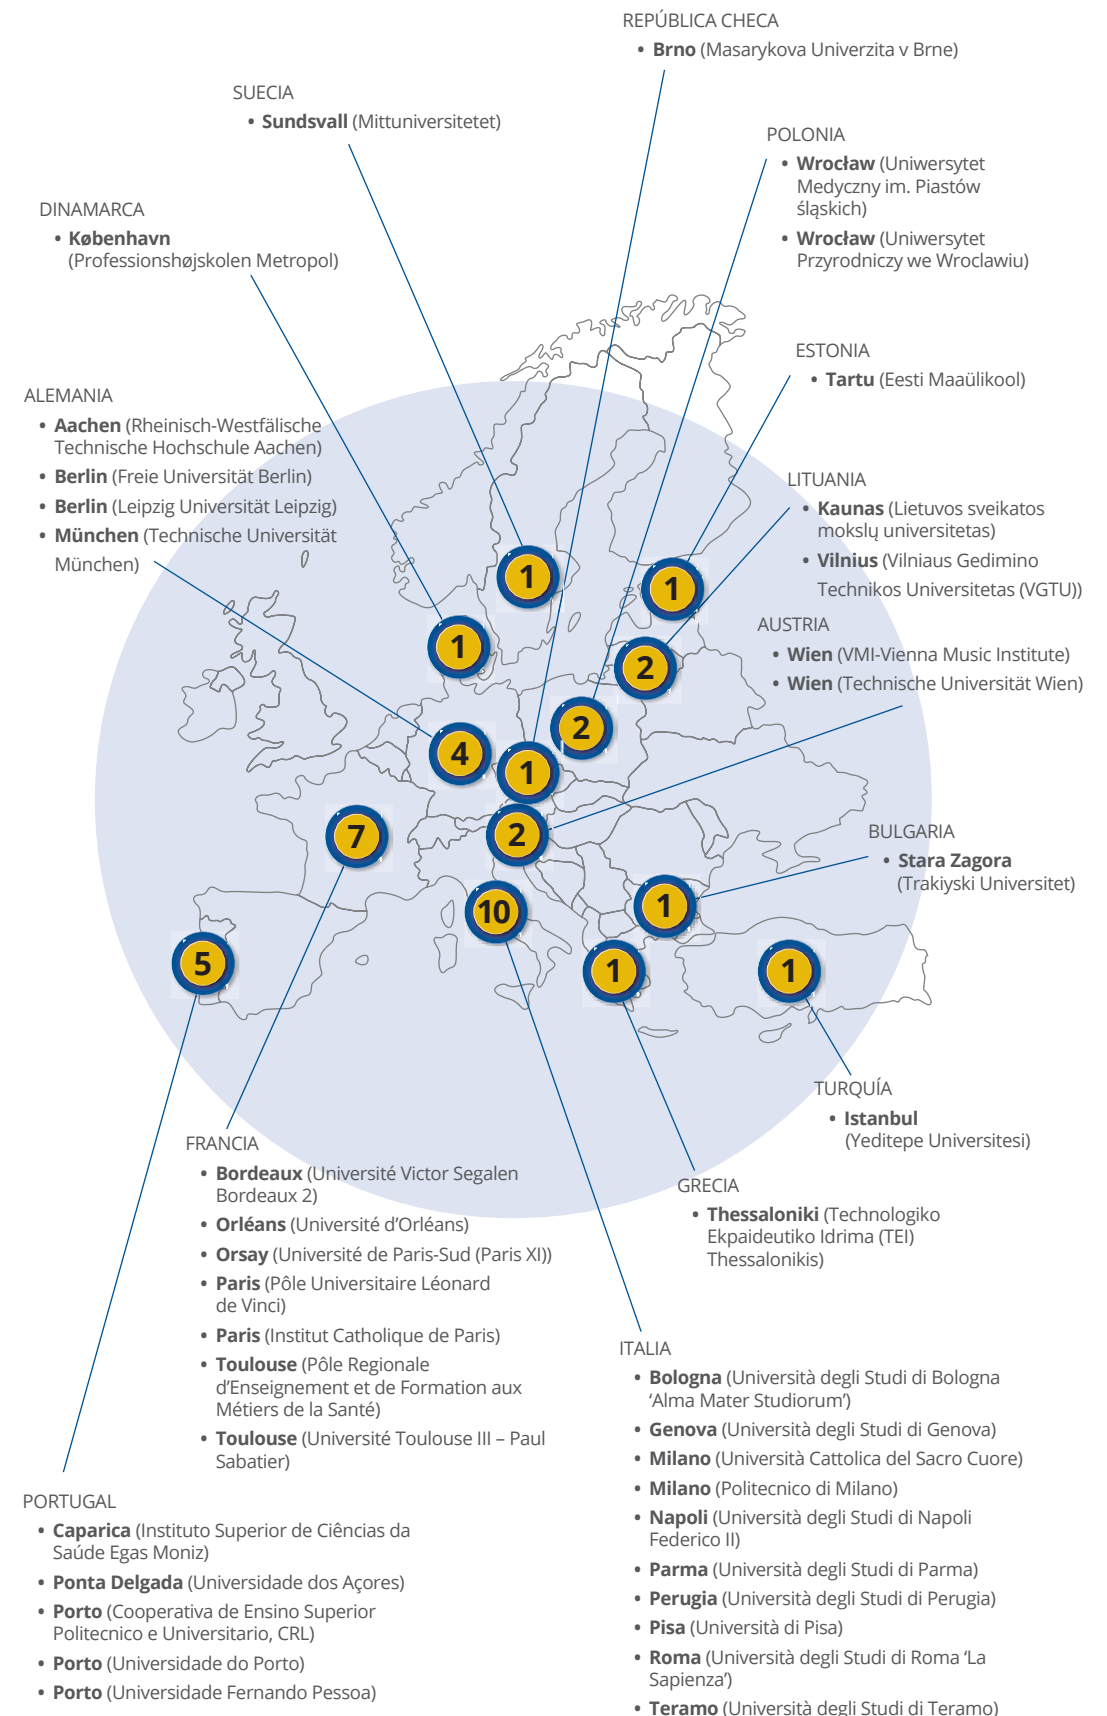 REPÚBLICA CHECA
• Brno (Masarykova Univerzita v Brne)
SUECIA
• Sundsvall (Mittuniversitetet)
POLONIA
• Wrocław (Uniwersytet
Medyczny im. Piastów
śląskich)
• Wrocław (Uniwersytet
Przyrodniczy we Wroclawiu)
DINAMARCA
• København
(Professionshøjskolen Metropol)
ESTONIA
• Tartu (Eesti Maaülikool)
ALEMANIA
• Aachen (Rheinisch-Westfälische
Technische Hochschule Aachen)
• Berlin (Freie Universität Berlin)
• Berlin (Leipzig Universität Leipzig)
• München (Technische Universität
München)
LITUANIA
• Kaunas (Lietuvos sveikatos
mokslų universitetas)
• Vilnius (Vilniaus Gedimino
Technikos Universitetas (VGTU))
AUSTRIA
• Wien (VMI-Vienna Music Institute)
• Wien (Technische Universität Wien)
1
1
1
2
2
4
1
7
2
10
1
5
1
1
BULGARIA
• Stara Zagora
(Trakiyski Universitet)
TURQUÍA
• Istanbul
(Yeditepe Universitesi)
FRANCIA
• Bordeaux (Université Victor Segalen
Bordeaux 2)
• Orléans (Université d’Orléans)
• Orsay (Université de Paris-Sud (Paris XI))
• Paris (Pôle Universitaire Léonard
de Vinci)
• Paris (Institut Catholique de Paris)
• Toulouse (Pôle Regionale
d’Enseignement et de Formation aux
Métiers de la Santé)
• Toulouse (Université Toulouse III – Paul
Sabatier)
GRECIA
• Thessaloniki (Technologiko
Ekpaideutiko Idrima (TEI)
Thessalonikis)
ITALIA
• Bologna (Università degli Studi di Bologna
‘Alma Mater Studiorum’)
• Genova (Università degli Studi di Genova)
• Milano (Università Cattolica del Sacro Cuore)
• Milano (Politecnico di Milano)
• Napoli (Università degli Studi di Napoli
Federico II)
• Parma (Università degli Studi di Parma)
• Perugia (Università degli Studi di Perugia)
• Pisa (Università di Pisa)
• Roma (Università degli Studi di Roma ‘La
Sapienza’)
• Teramo (Università degli Studi di Teramo)
PORTUGAL
• Caparica (Instituto Superior de Ciências da
Saúde Egas Moniz)
• Ponta Delgada (Universidade dos Açores)
• Porto (Cooperativa de Ensino Superior
Politecnico e Universitario, CRL)
• Porto (Universidade do Porto)
• Porto (Universidade Fernando Pessoa)